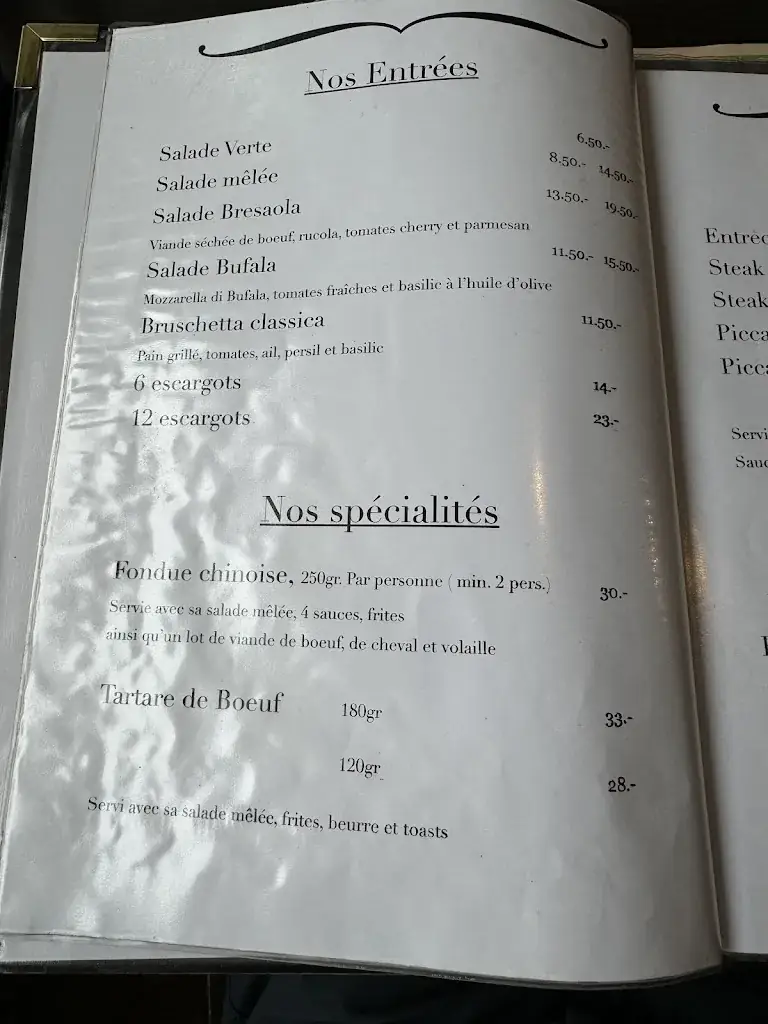 Nos Entrées
Salade Verte 6.50.-
Salade mêlée 8.50.- 14.50.-
Salade Bresaola 13.50.- 19.50.-
Viande séchée de boeuf, rucola, tomates cherry et parmesan
Salade Bufala 11.50.- 15.50.-
Mozzarella di Bufala, tomates fraîches et basilic à l'huile d'olive
Bruschetta classica 11.50.-
Pain grillé, tomates, ail, persil et basilic
6 escargots 14.-
12 escargots 23.-
Nos spécialités
Fondue chinoise, 250gr. Par personne ( min. 2 pers.) 30.-
Servie avec sa salade mêlée, 4 sauces, frites
ainsi qu'un lot de viande de boeuf, de cheval et volaille
Tartare de Boeuf 180gr 33.-
120gr 28.-
Servi avec sa salade mêlée, frites, beurre et toasts
Steak
Steak